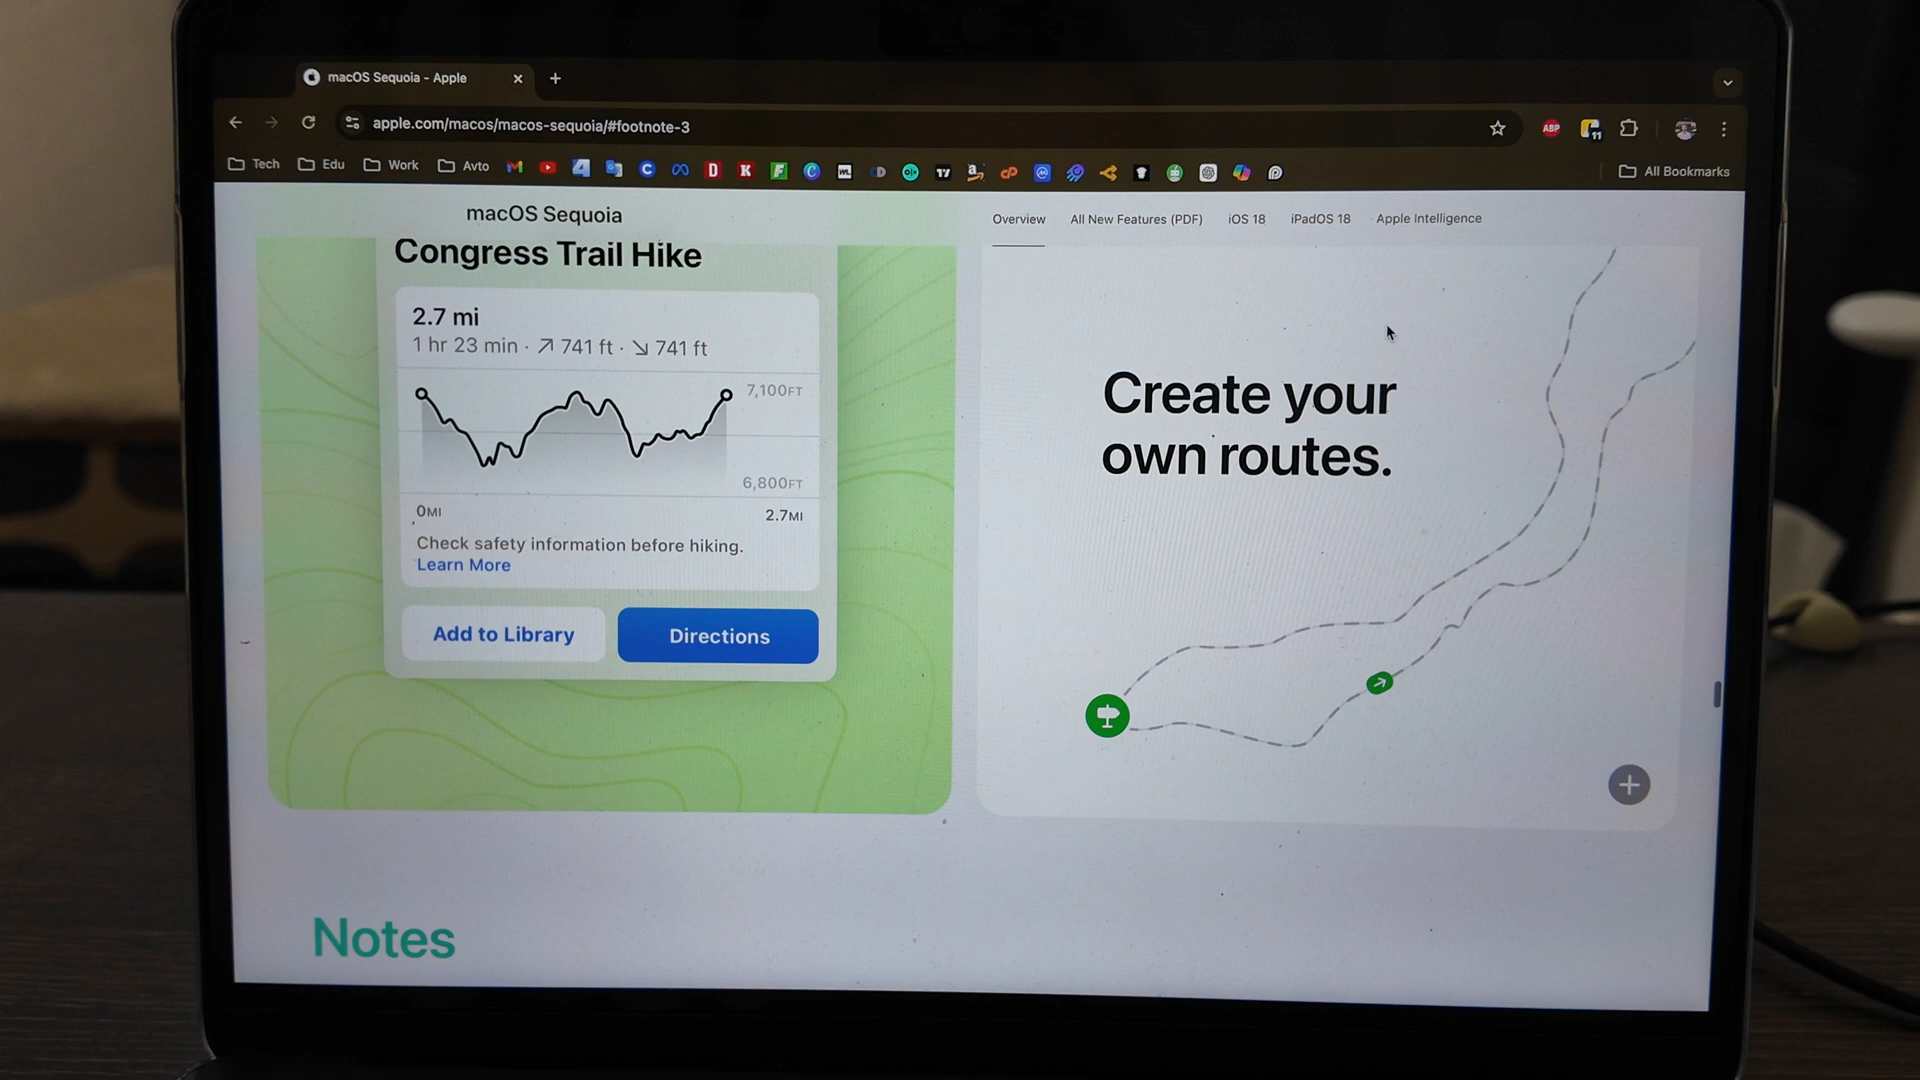 macOS Sequoia - Apple
apple.com/macos/macos-sequoia/#footnote-3
ABP
11
Tech
Edu
Work
Avto
All Bookmarks
macOS Sequoia
Overview
All New Features (PDF)
iOS 18
iPadOS 18
Apple Intelligence
Congress Trail Hike
2.7 mi
1 hr 23 min · ↗ 741 ft · ↘ 741 ft
7,100FT
6,800FT
0MI
2.7MI
Check safety information before hiking.
Learn More
Add to Library
Directions
Create your
own routes.
Notes